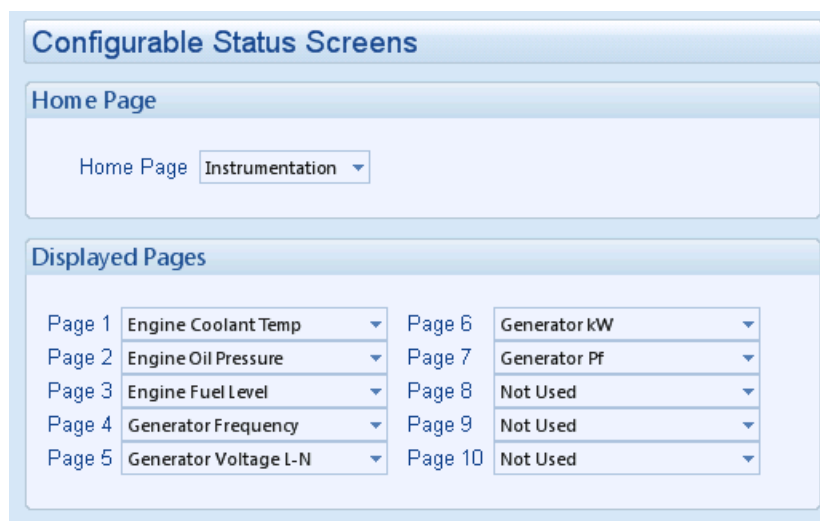 Configurable Status Screens
Home Page
Home Page Instrumentation
Displayed Pages
Page 1 Engine Coolant Temp Page 6 Generator kW
Page 2 Engine Oil Pressure Page 7 Generator Pf
Page 3 Engine Fuel Level Page 8 Not Used
Page 4 Generator Frequency Page 9 Not Used
Page 5 Generator Voltage L-N Page 10 Not Used